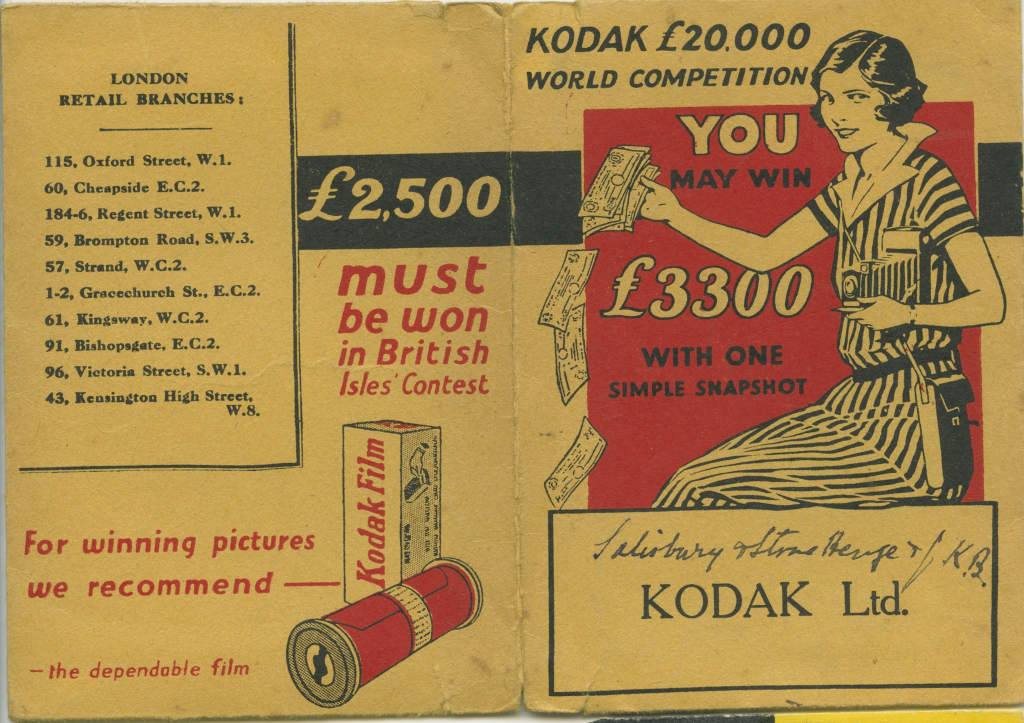 LONDON
RETAIL BRANCHES;
115, Oxford Street, W.1.
60, Cheapside E.C.2.
184-6, Regent Street, W.1.
59, Brompton Road, S.W.3.
57, Strand, W.C.2.
1-2, Gracechurch St., E.C.2.
61, Kingsway, W.C.2.
91, Bishopsgate, E.C.2.
96, Victoria Street, S.W.1.
43, Kensington High Street,
W.8.
£2,500
must
be won
in British
Isles' Contest
Kodak Film
For winning pictures
we recommend —
– the dependable film
KODAK £20.000
WORLD COMPETITION
YOU
MAY WIN
£3300
WITH ONE
SIMPLE SNAPSHOT
Salisbury & Stone Henge & J K.B.
KODAK Ltd.